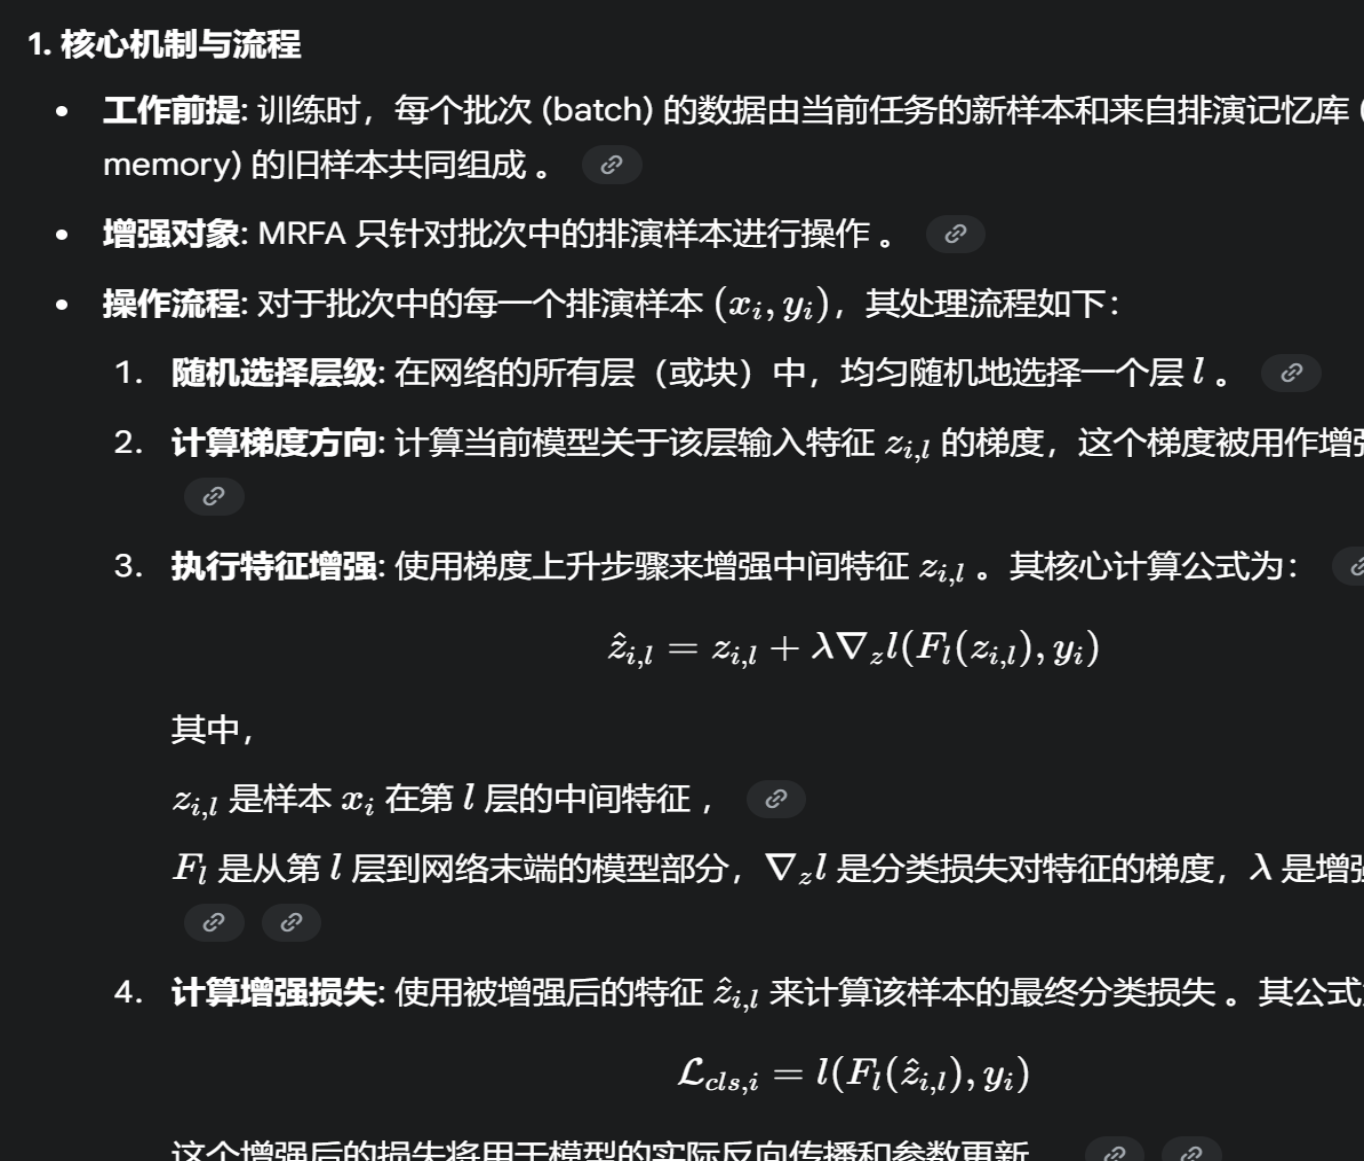 1. 核心机制与流程
• 工作前提: 训练时，每个批次 (batch) 的数据由当前任务的新样本和来自排演记忆库 (
memory) 的旧样本共同组成 。
• 增强对象: MRFA 只针对批次中的排演样本进行操作 。
• 操作流程: 对于批次中的每一个排演样本 (x_i, y_i)，其处理流程如下：
1. 随机选择层级: 在网络的所有层（或块）中，均匀随机地选择一个层 l 。
2. 计算梯度方向: 计算当前模型关于该层输入特征 z_{i,l} 的梯度，这个梯度被用作增强
3. 执行特征增强: 使用梯度上升步骤来增强中间特征 z_{i,l} 。其核心计算公式为：
ẑ_{i,l} = z_{i,l} + λ∇_z l(F_l(z_{i,l}), y_i)
其中，
z_{i,l} 是样本 x_i 在第 l 层的中间特征 ，
F_l 是从第 l 层到网络末端的模型部分，∇_z l 是分类损失对特征的梯度，λ 是增强
4. 计算增强损失: 使用被增强后的特征 ẑ_{i,l} 来计算该样本的最终分类损失 。其公式
ℒ_{cls,i} = l(F_l(ẑ_{i,l}), y_i)
这个增强后的损失将用于模型的实际反向传播和参数更新